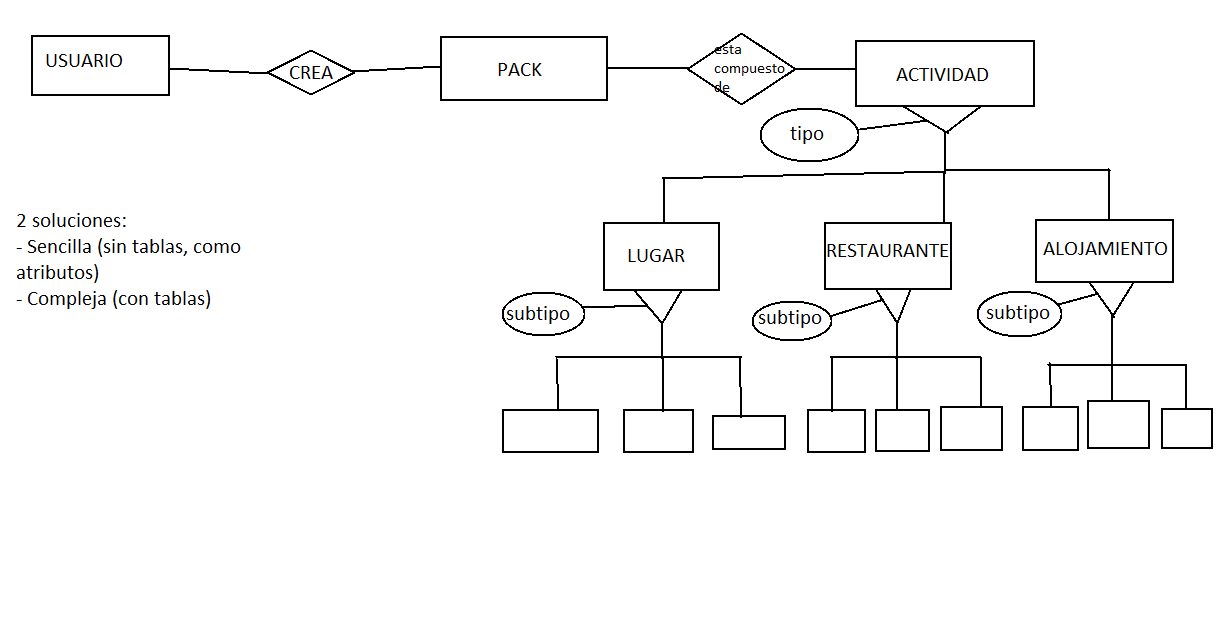 USUARIO
CREA
PACK
esta
compuesto
de
ACTIVIDAD
tipo
2 soluciones:
- Sencilla (sin tablas, como
atributos)
- Compleja (con tablas)
LUGAR
RESTAURANTE
ALOJAMIENTO
subtipo
subtipo
subtipo